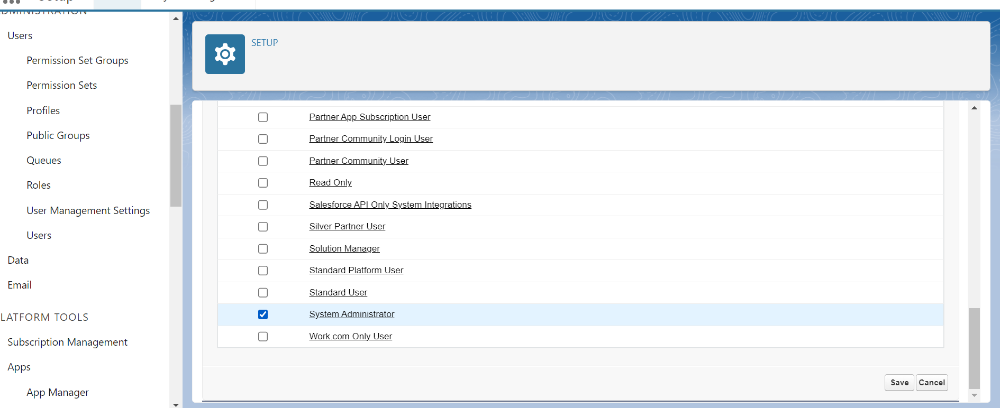 Users
Permission Set Groups
Permission Sets
Profiles
Public Groups
Queues
Roles
User Management Settings
Users
Data
Email
LATFORM TOOLS
Subscription Management
Apps
App Manager
SETUP
Partner App Subscription User
Partner Community Login User
Partner Community User
Read Only
Salesforce API Only System Integrations
Silver Partner User
Solution Manager
Standard Platform User
Standard User
System Administrator
Work.com Only User
Save Cancel